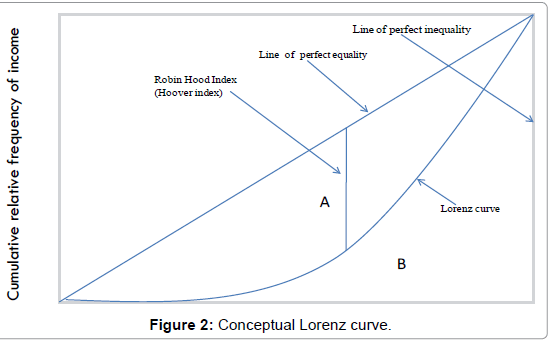 Line of perfect inequality
Line of perfect equality
Robin Hood Index
(Hoover index)
Cumulative relative frequency of income
A
Lorenz curve
B
Figure 2: Conceptual Lorenz curve.